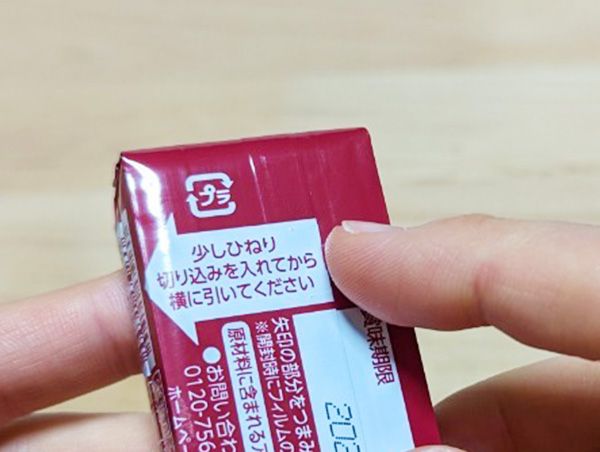 プラ
少しひねり
切り込みを入れてから
横に引いてください
矢印の部分をつまみ
※開封時にフィルムの
原材料に含まれる
●お問い合わ
0120-756
ホームペ
賞味期限
202